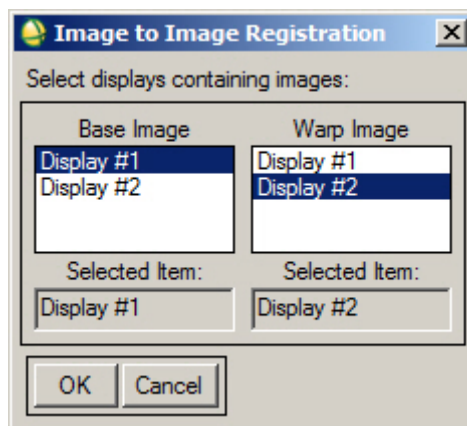 Image to Image Registration
Select displays containing images:
Base Image
Display #1
Display #2
Selected Item:
Display #1
Warp Image
Display #1
Display #2
Selected Item:
Display #2
OK
Cancel